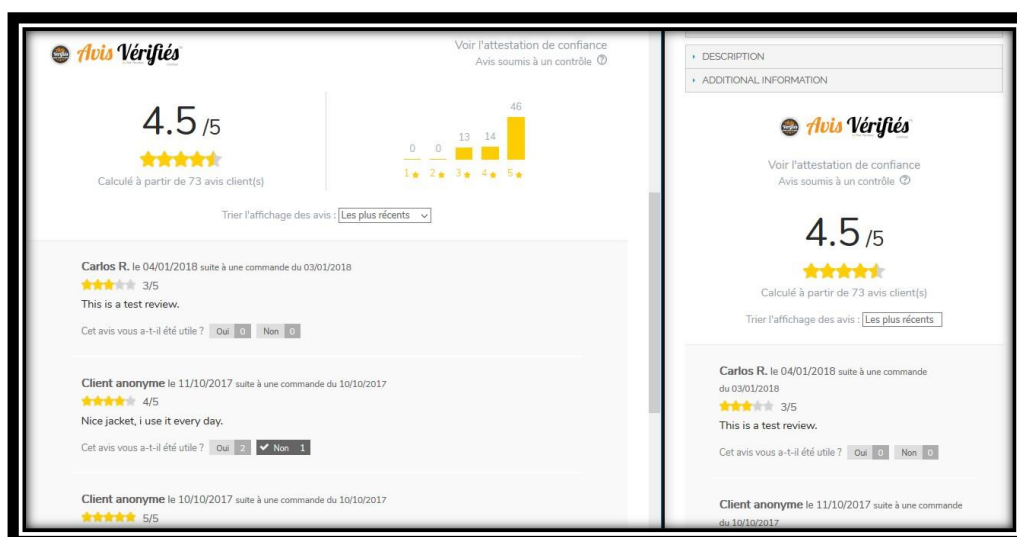 Avis Vérifiés
Voir l'attestation de confiance
Avis soumis à un contrôle ?
4.5 /5
Calculé à partir de 73 avis client(s)
0 0 13 14 46
1 2 3 4 5
Trier l'affichage des avis : Les plus récents
Carlos R. le 04/01/2018 suite à une commande du 03/01/2018
3/5
This is a test review.
Cet avis vous a-t-il été utile ? Oui 0 Non 0
Client anonyme le 11/10/2017 suite à une commande du 10/10/2017
4/5
Nice jacket, i use it every day.
Cet avis vous a-t-il été utile ? Oui 2 Non 1
Client anonyme le 10/10/2017 suite à une commande du 10/10/2017
5/5
DESCRIPTION
ADDITIONAL INFORMATION
Avis Vérifiés
Voir l'attestation de confiance
Avis soumis à un contrôle ?
4.5 /5
Calculé à partir de 73 avis client(s)
Trier l'affichage des avis : Les plus récents
Carlos R. le 04/01/2018 suite à une commande
du 03/01/2018
3/5
This is a test review.
Cet avis vous a-t-il été utile ? Oui 0 Non 0
Client anonyme le 11/10/2017 suite à une commande
du 10/10/2017